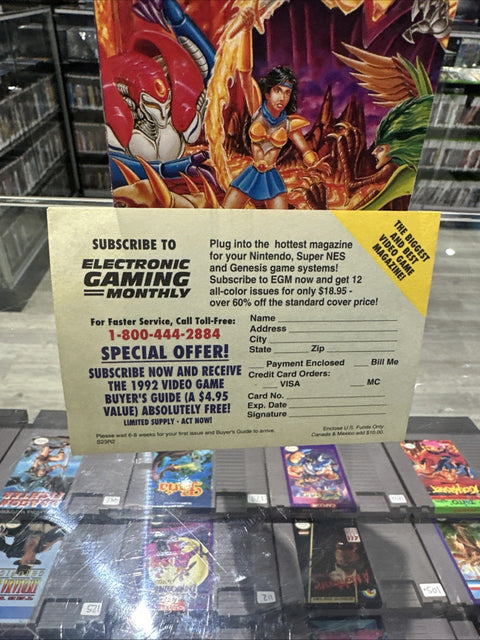 THE BIGGEST
AND BEST
VIDEO GAME
MAGAZINE!
SUBSCRIBE TO
ELECTRONIC
GAMING
MONTHLY
Plug into the hottest magazine
for your Nintendo, Super NES
and Genesis game systems!
Subscribe to EGM now and get 12
all-color issues for only $18.95 -
over 60% off the standard cover price!
For Faster Service, Call Toll-Free:
1-800-444-2884
SPECIAL OFFER!
SUBSCRIBE NOW AND RECEIVE
THE 1992 VIDEO GAME
BUYER'S GUIDE (A $4.95
VALUE) ABSOLUTELY FREE!
LIMITED SUPPLY - ACT NOW!
Please wait 6-8 weeks for your first issue and Buyer's Guide to arrive.
S23R2
Name
Address
City
State Zip
Payment Enclosed Bill Me
Credit Card Orders:
VISA MC
Card No.
Exp. Date
Signature
Enclose U.S. Funds Only
Canada & Mexico add $10.00.